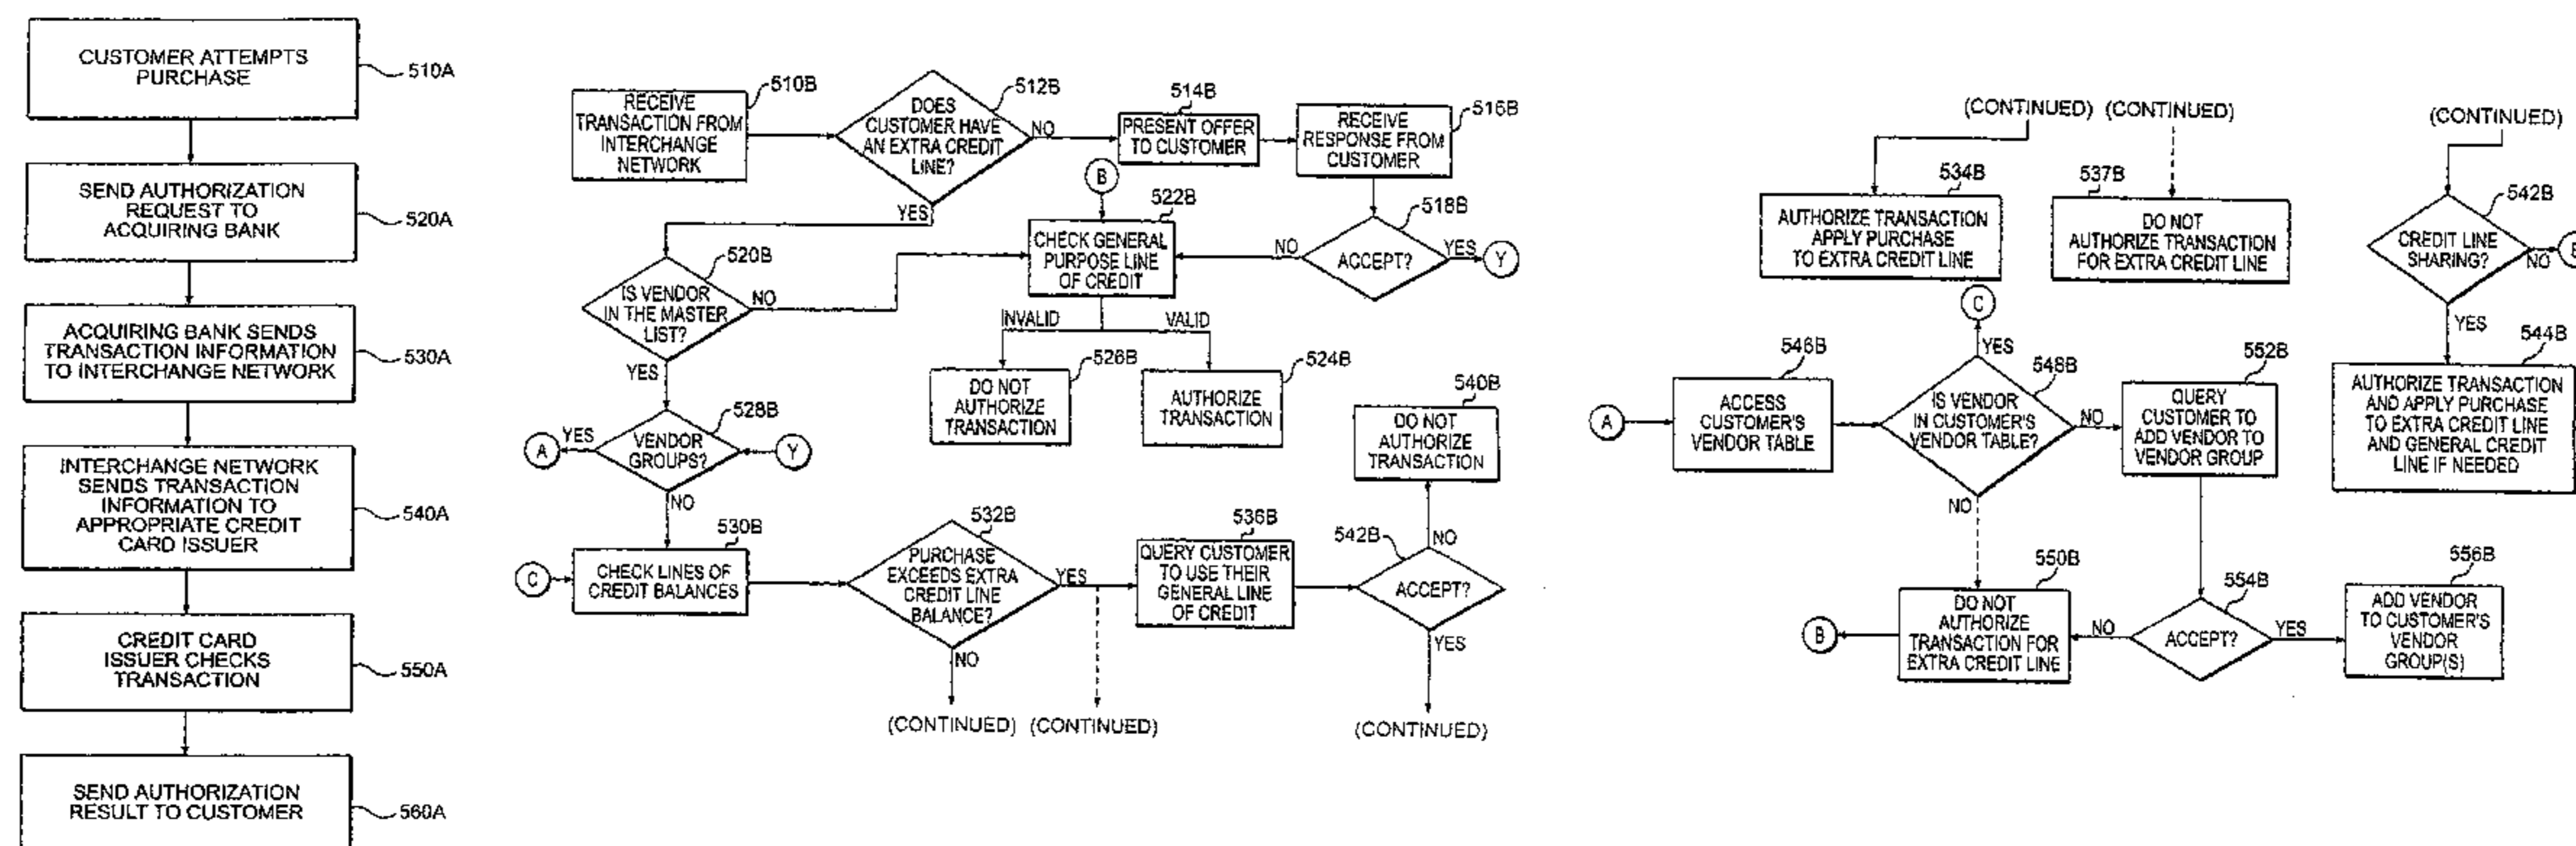 CUSTOMER ATTEMPTS
PURCHASE
510A
SEND AUTHORIZATION
REQUEST TO
ACQUIRING BANK
520A
ACQUIRING BANK SENDS
TRANSACTION INFORMATION
TO INTERCHANGE NETWORK
530A
INTERCHANGE NETWORK
SENDS TRANSACTION
INFORMATION TO
APPROPRIATE CREDIT
CARD ISSUER
540A
CREDIT CARD
ISSUER CHECKS
TRANSACTION
550A
SEND AUTHORIZATION
RESULT TO CUSTOMER
560A
510B
RECEIVE
TRANSACTION FROM
INTERCHANGE
NETWORK
512B
DOES
CUSTOMER HAVE
AN EXTRA CREDIT
LINE?
NO
YES
514B
PRESENT OFFER
TO CUSTOMER
516B
RECEIVE
RESPONSE FROM
CUSTOMER
B
522B
CHECK GENERAL
PURPOSE LINE
OF CREDIT
518B
ACCEPT?
NO
YES
Y
520B
IS VENDOR
IN THE MASTER
LIST?
NO
YES
INVALID
VALID
526B
DO NOT
AUTHORIZE
TRANSACTION
524B
AUTHORIZE
TRANSACTION
528B
VENDOR
GROUPS?
YES
A
Y
NO
540B
DO NOT
AUTHORIZE
TRANSACTION
C
530B
CHECK LINES OF
CREDIT BALANCES
532B
PURCHASE
EXCEEDS EXTRA
CREDIT LINE
BALANCE?
YES
NO
536B
QUERY CUSTOMER
TO USE THEIR
GENERAL LINE
OF CREDIT
542B
ACCEPT?
NO
YES
(CONTINUED) (CONTINUED)
(CONTINUED)
(CONTINUED) (CONTINUED)
(CONTINUED)
534B
AUTHORIZE TRANSACTION
APPLY PURCHASE
TO EXTRA CREDIT LINE
537B
DO NOT
AUTHORIZE TRANSACTION
FOR EXTRA CREDIT LINE
542B
CREDIT LINE
SHARING?
NO
YES
544B
AUTHORIZE TRANSACTION
AND APPLY PURCHASE
TO EXTRA CREDIT LINE
AND GENERAL CREDIT
LINE IF NEEDED
C
YES
A
546B
ACCESS
CUSTOMER'S
VENDOR TABLE
548B
IS VENDOR
IN CUSTOMER'S
VENDOR TABLE?
NO
NO
552B
QUERY
CUSTOMER TO
ADD VENDOR TO
VENDOR GROUP
B
550B
DO NOT
AUTHORIZE
TRANSACTION FOR
EXTRA CREDIT LINE
554B
ACCEPT?
NO
YES
556B
ADD VENDOR
TO CUSTOMER'S
VENDOR
GROUP(S)